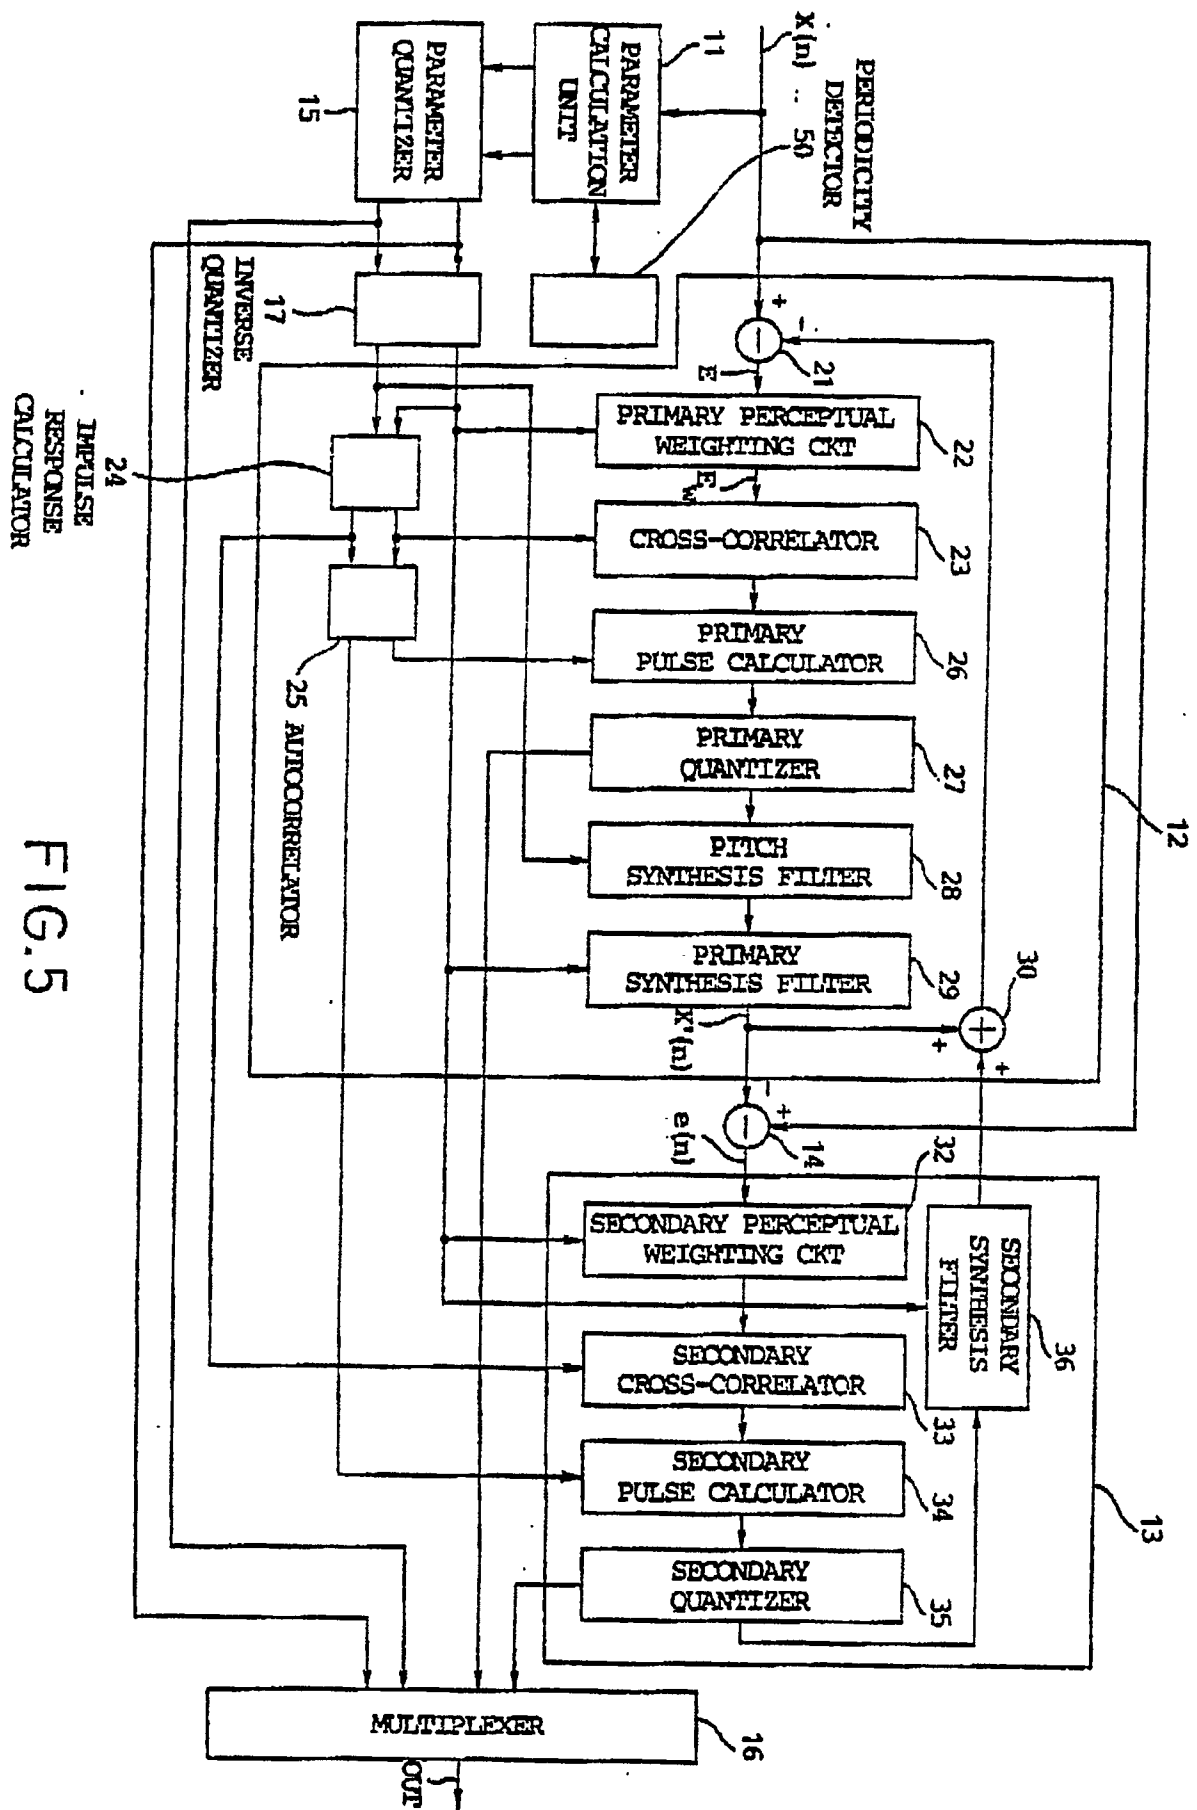 X(n)
11
PARAMETER
CALCULATION
UNIT
PARAMETER
QUANTIZER
15
PERIODICITY
DETECTOR
50
INVERSE
QUANTIZER
17
+
-
21
E
PRIMARY PERCEPTUAL
WEIGHTING CKT
22
Ew
CROSS-CORRELATOR
23
PRIMARY
PULSE CALCULATOR
26
PRIMARY
QUANTIZER
27
PITCH
SYNTHESIS FILTER
28
PRIMARY
SYNTHESIS FILTER
29
X'(n)
30
+
+
12
IMPULSE
RESPONSE
CALCULATOR
24
25 AUTOCORRELATOR
-
+
14
e(n)
32
SECONDARY PERCEPTUAL
WEIGHTING CKT
SECONDARY
SYNTHESIS
FILTER
36
SECONDARY
CROSS-CORRELATOR
33
SECONDARY
PULSE CALCULATOR
34
SECONDARY
QUANTIZER
35
13
MULTIPLEXER
16
OUT
FIG.5